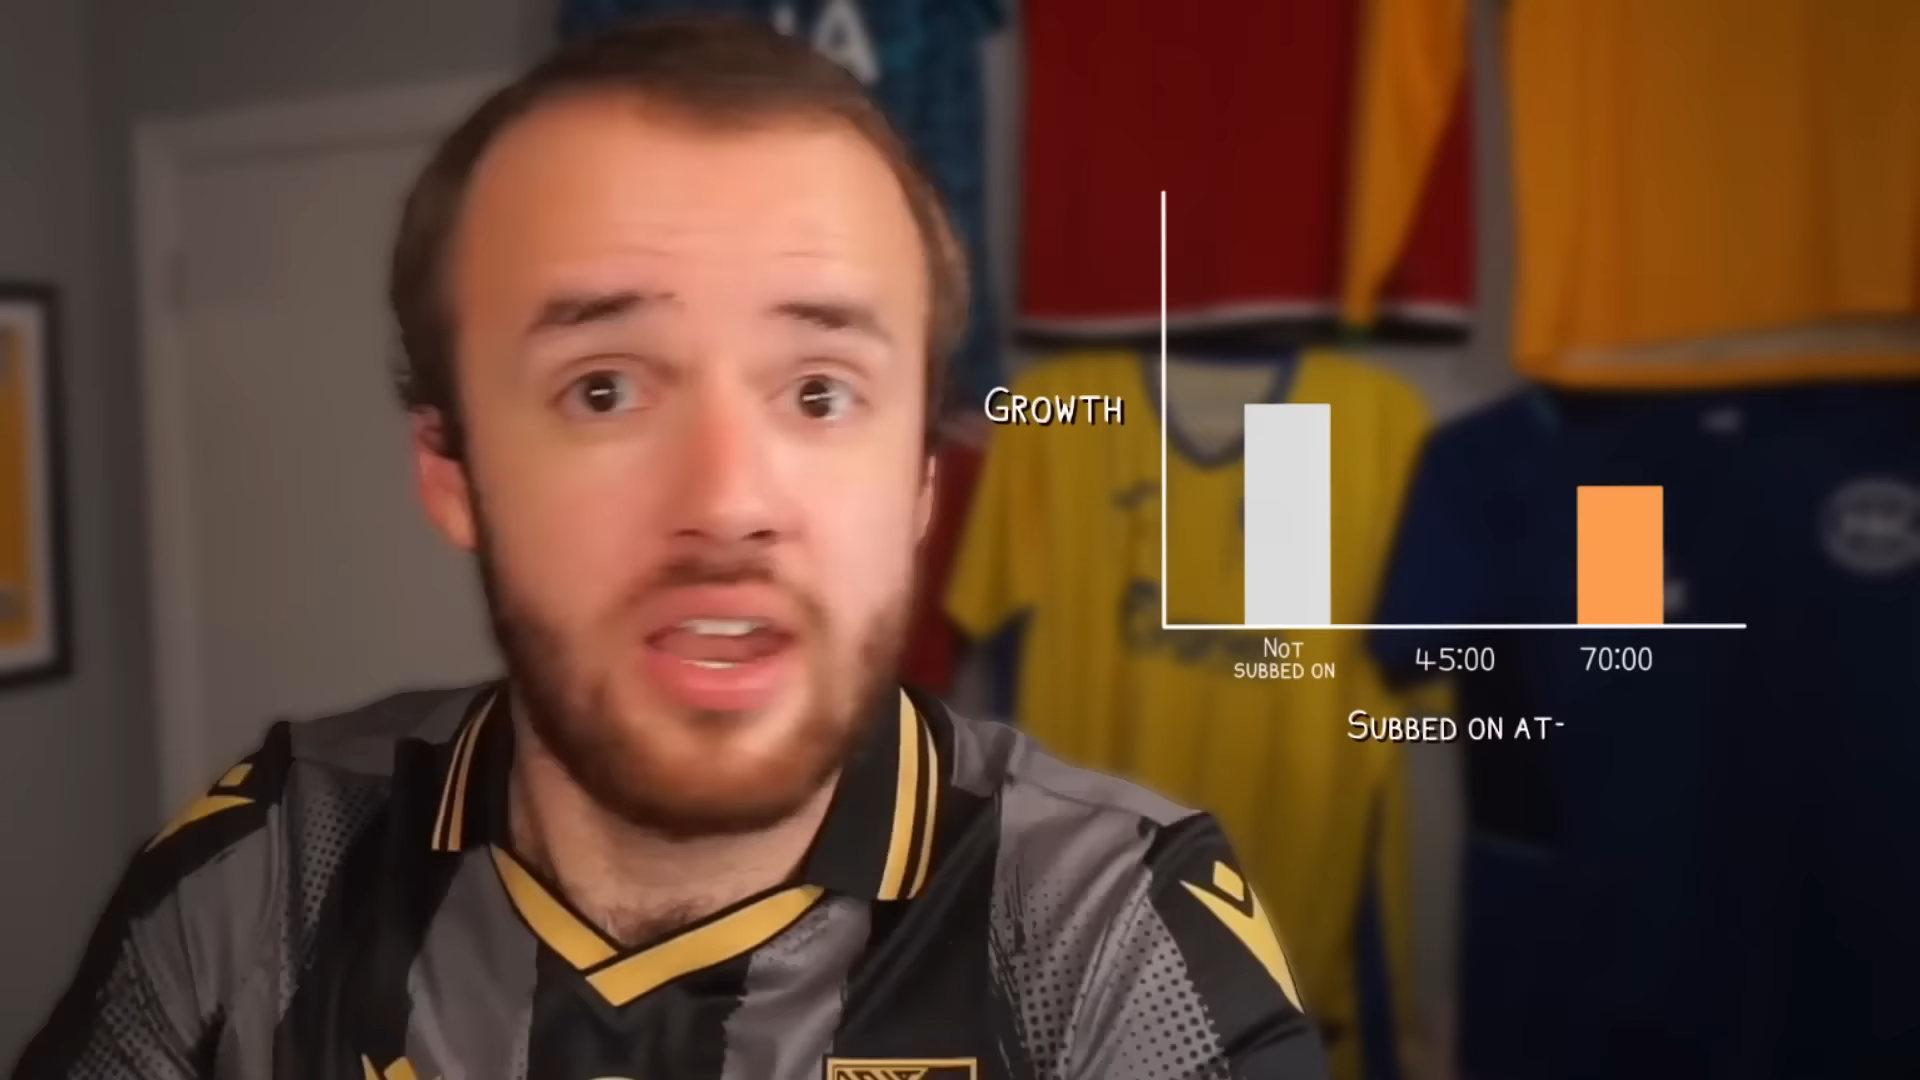 GROWTH
NOT
SUBBED ON
45:00
70:00
SUBBED ON AT-